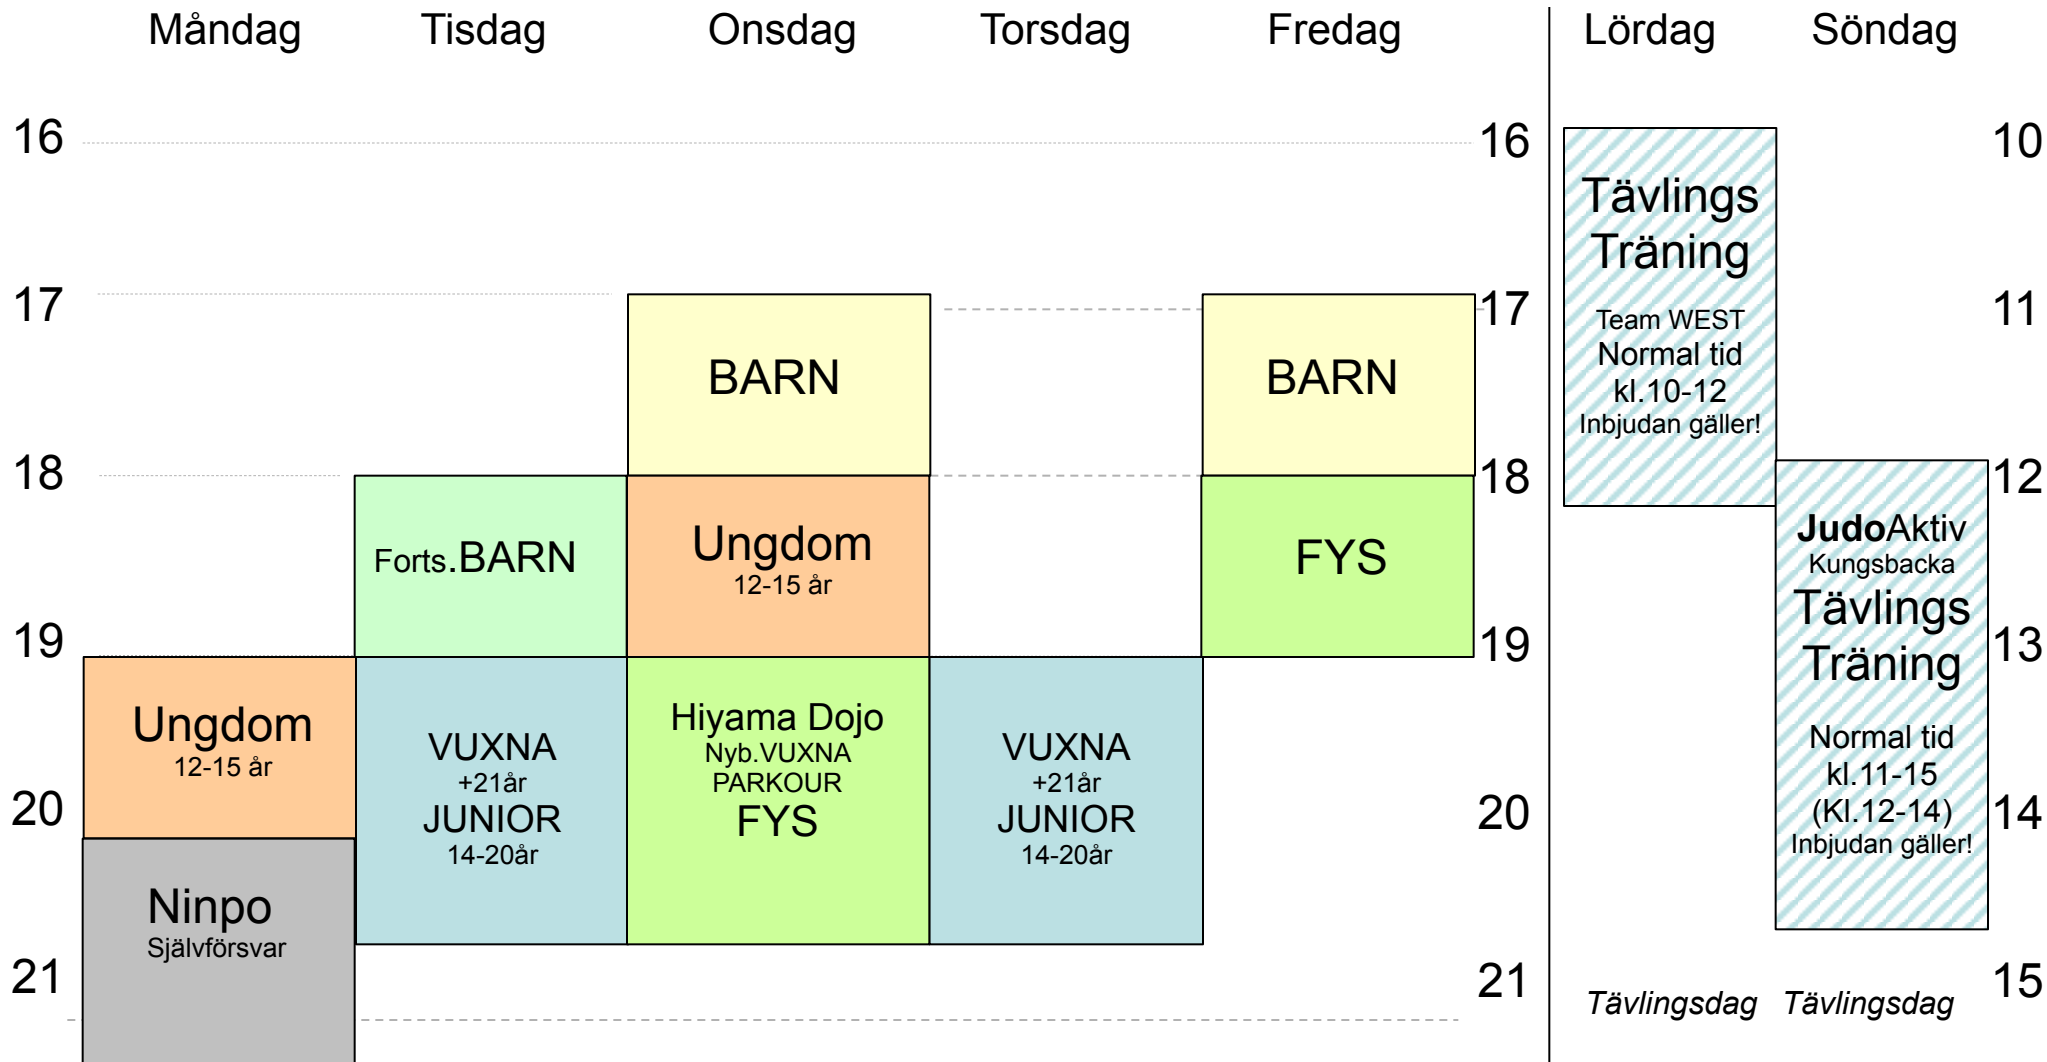 Måndag Tisdag Onsdag Torsdag Fredag Lördag Söndag
16 16 10
Tävlings
Träning
Team WEST
Normal tid
kl.10-12
Inbjudan gäller!
17 17 11
BARN BARN
18 18 12
Forts.BARN
Ungdom
12-15 år
FYS
JudoAktiv
Kungsbacka
Tävlings
Träning
Normal tid
kl.11-15
(Kl.12-14)
Inbjudan gäller!
19 19 13
Ungdom
12-15 år
VUXNA
+21år
JUNIOR
14-20år
Hiyama Dojo
Nyb.VUXNA
PARKOUR
FYS
VUXNA
+21år
JUNIOR
14-20år
20 20 14
Ninpo
Självförsvar
21 21 15
Tävlingsdag Tävlingsdag